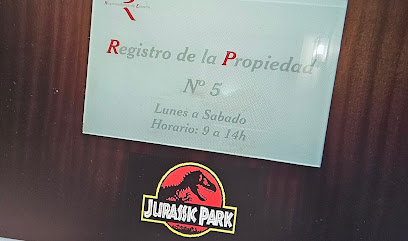 Registro de la Propiedad
Nº 5
Lunes a Sabado
Horario: 9 a 14h
JURASSIC PARK